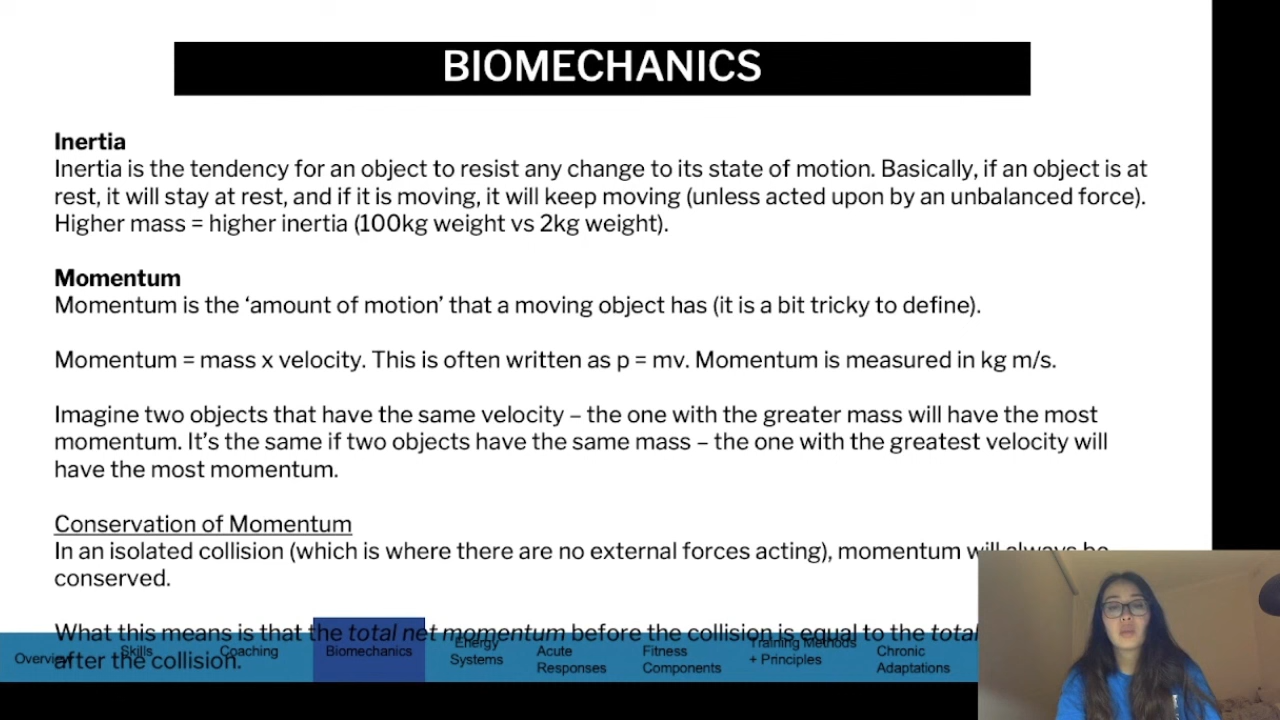 BIOMECHANICS
Inertia
Inertia is the tendency for an object to resist any change to its state of motion. Basically, if an object is at
rest, it will stay at rest, and if it is moving, it will keep moving (unless acted upon by an unbalanced force).
Higher mass = higher inertia (100kg weight vs 2kg weight).
Momentum
Momentum is the ‘amount of motion’ that a moving object has (it is a bit tricky to define).
Momentum = mass x velocity. This is often written as p = mv. Momentum is measured in kg m/s.
Imagine two objects that have the same velocity – the one with the greater mass will have the most
momentum. It’s the same if two objects have the same mass – the one with the greatest velocity will
have the most momentum.
Conservation of Momentum
In an isolated collision (which is where there are no external forces acting), momentum will always be
conserved.
What this means is that the total net momentum before the collision is equal to the total
after the collision.
Overview
Skills
Coaching
Biomechanics
Energy
Systems
Acute
Responses
Fitness
Components
Training Methods
+ Principles
Chronic
Adaptations